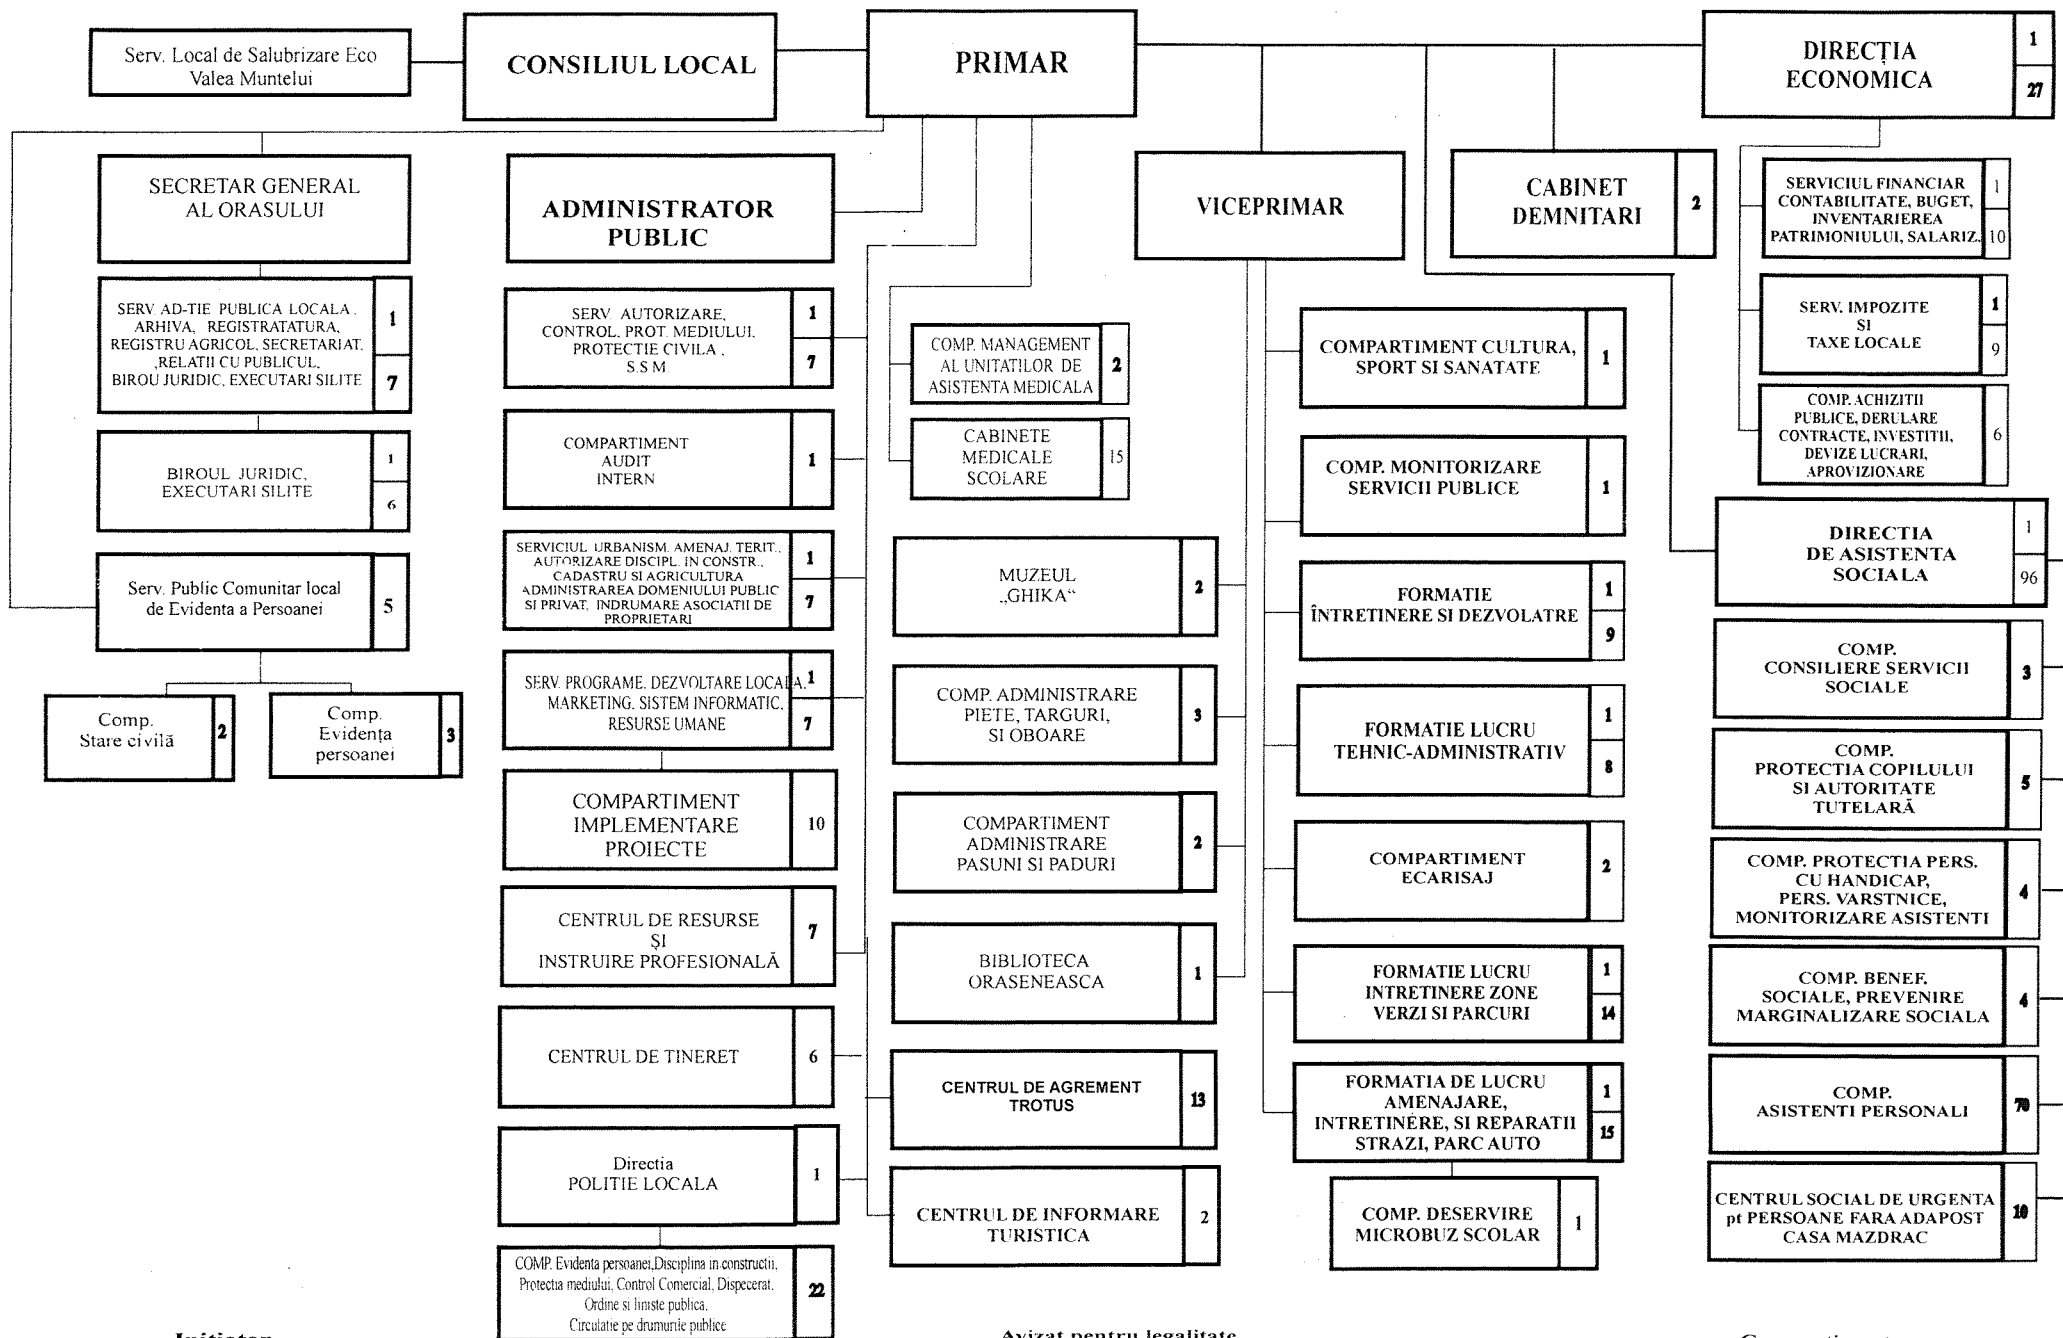 Serv. Local de Salubrizare Eco
Valea Muntelui
CONSILIUL LOCAL
PRIMAR
DIRECȚIA
ECONOMICA
1
27
SECRETAR GENERAL
AL ORASULUI
SERV. AD-TIE PUBLICA LOCALA,
ARHIVA, REGISTRATURA,
REGISTRU AGRICOL, SECRETARIAT,
,RELATII CU PUBLICUL,
BIROU JURIDIC, EXECUTARI SILITE
1
7
BIROUL JURIDIC,
EXECUTARI SILITE
1
6
Serv. Public Comunitar local
de Evidenta a Persoanei
5
Comp.
Stare civilă
2
Comp.
Evidența
persoanei
3
ADMINISTRATOR
PUBLIC
SERV. AUTORIZARE,
CONTROL, PROT. MEDIULUI,
PROTECTIE CIVILA ,
S.S.M.
1
7
COMPARTIMENT
AUDIT
INTERN
1
SERVICIUL URBANISM, AMENAJ. TERIT.,
AUTORIZARE DISCIPL. IN CONSTR.,
CADASTRU SI AGRICULTURA
ADMINISTRAREA DOMENIULUI PUBLIC
SI PRIVAT, INDRUMARE ASOCIATII DE
PROPRIETARI
1
7
SERV. PROGRAME, DEZVOLTARE LOCALA,
MARKETING, SISTEM INFORMATIC,
RESURSE UMANE
1
7
COMPARTIMENT
IMPLEMENTARE
PROIECTE
10
CENTRUL DE RESURSE
ȘI
INSTRUIRE PROFESIONALĂ
7
CENTRUL DE TINERET
6
Directia
POLITIE LOCALA
1
COMP. Evidenta persoanei,Disciplina in constructii,
Protectia mediului, Control Comercial, Dispecerat,
Ordine si liniste publica,
Circulatie pe drumurile publice
22
COMP. MANAGEMENT
AL UNITATILOR DE
ASISTENTA MEDICALA
2
CABINETE
MEDICALE
SCOLARE
15
MUZEUL
„GHIKA“
2
COMP. ADMINISTRARE
PIETE, TARGURI,
SI OBOARE
3
COMPARTIMENT
ADMINISTRARE
PASUNI SI PADURI
2
BIBLIOTECA
ORASENEASCA
1
CENTRUL DE AGREMENT
TROTUS
13
CENTRUL DE INFORMARE
TURISTICA
2
VICEPRIMAR
COMPARTIMENT CULTURA,
SPORT SI SANATATE
1
COMP. MONITORIZARE
SERVICII PUBLICE
1
FORMATIE
ÎNTRETINERE SI DEZVOLATRE
1
9
FORMATIE LUCRU
TEHNIC-ADMINISTRATIV
1
8
COMPARTIMENT
ECARISAJ
2
FORMATIE LUCRU
INTRETINERE ZONE
VERZI SI PARCURI
1
14
FORMATIA DE LUCRU
AMENAJARE,
INTRETINERE, SI REPARATII
STRAZI, PARC AUTO
1
15
COMP. DESERVIRE
MICROBUZ SCOLAR
1
CABINET
DEMNITARI
2
SERVICIUL FINANCIAR
CONTABILITATE, BUGET,
INVENTARIEREA
PATRIMONIULUI, SALARIZ.
1
10
SERV. IMPOZITE
SI
TAXE LOCALE
1
9
COMP. ACHIZITII
PUBLICE, DERULARE
CONTRACTE, INVESTITII,
DEVIZE LUCRARI,
APROVIZIONARE
6
DIRECTIA
DE ASISTENTA
SOCIALA
1
96
COMP.
CONSILIERE SERVICII
SOCIALE
3
COMP.
PROTECTIA COPILULUI
SI AUTORITATE
TUTELARĂ
5
COMP. PROTECTIA PERS.
CU HANDICAP,
PERS. VARSTNICE,
MONITORIZARE ASISTENTI
4
COMP. BENEF.
SOCIALE, PREVENIRE
MARGINALIZARE SOCIALA
4
COMP.
ASISTENTI PERSONALI
70
CENTRUL SOCIAL DE URGENTA
pt PERSOANE FARA ADAPOST
CASA MAZDRAC
10
Avizat pentru legalitate